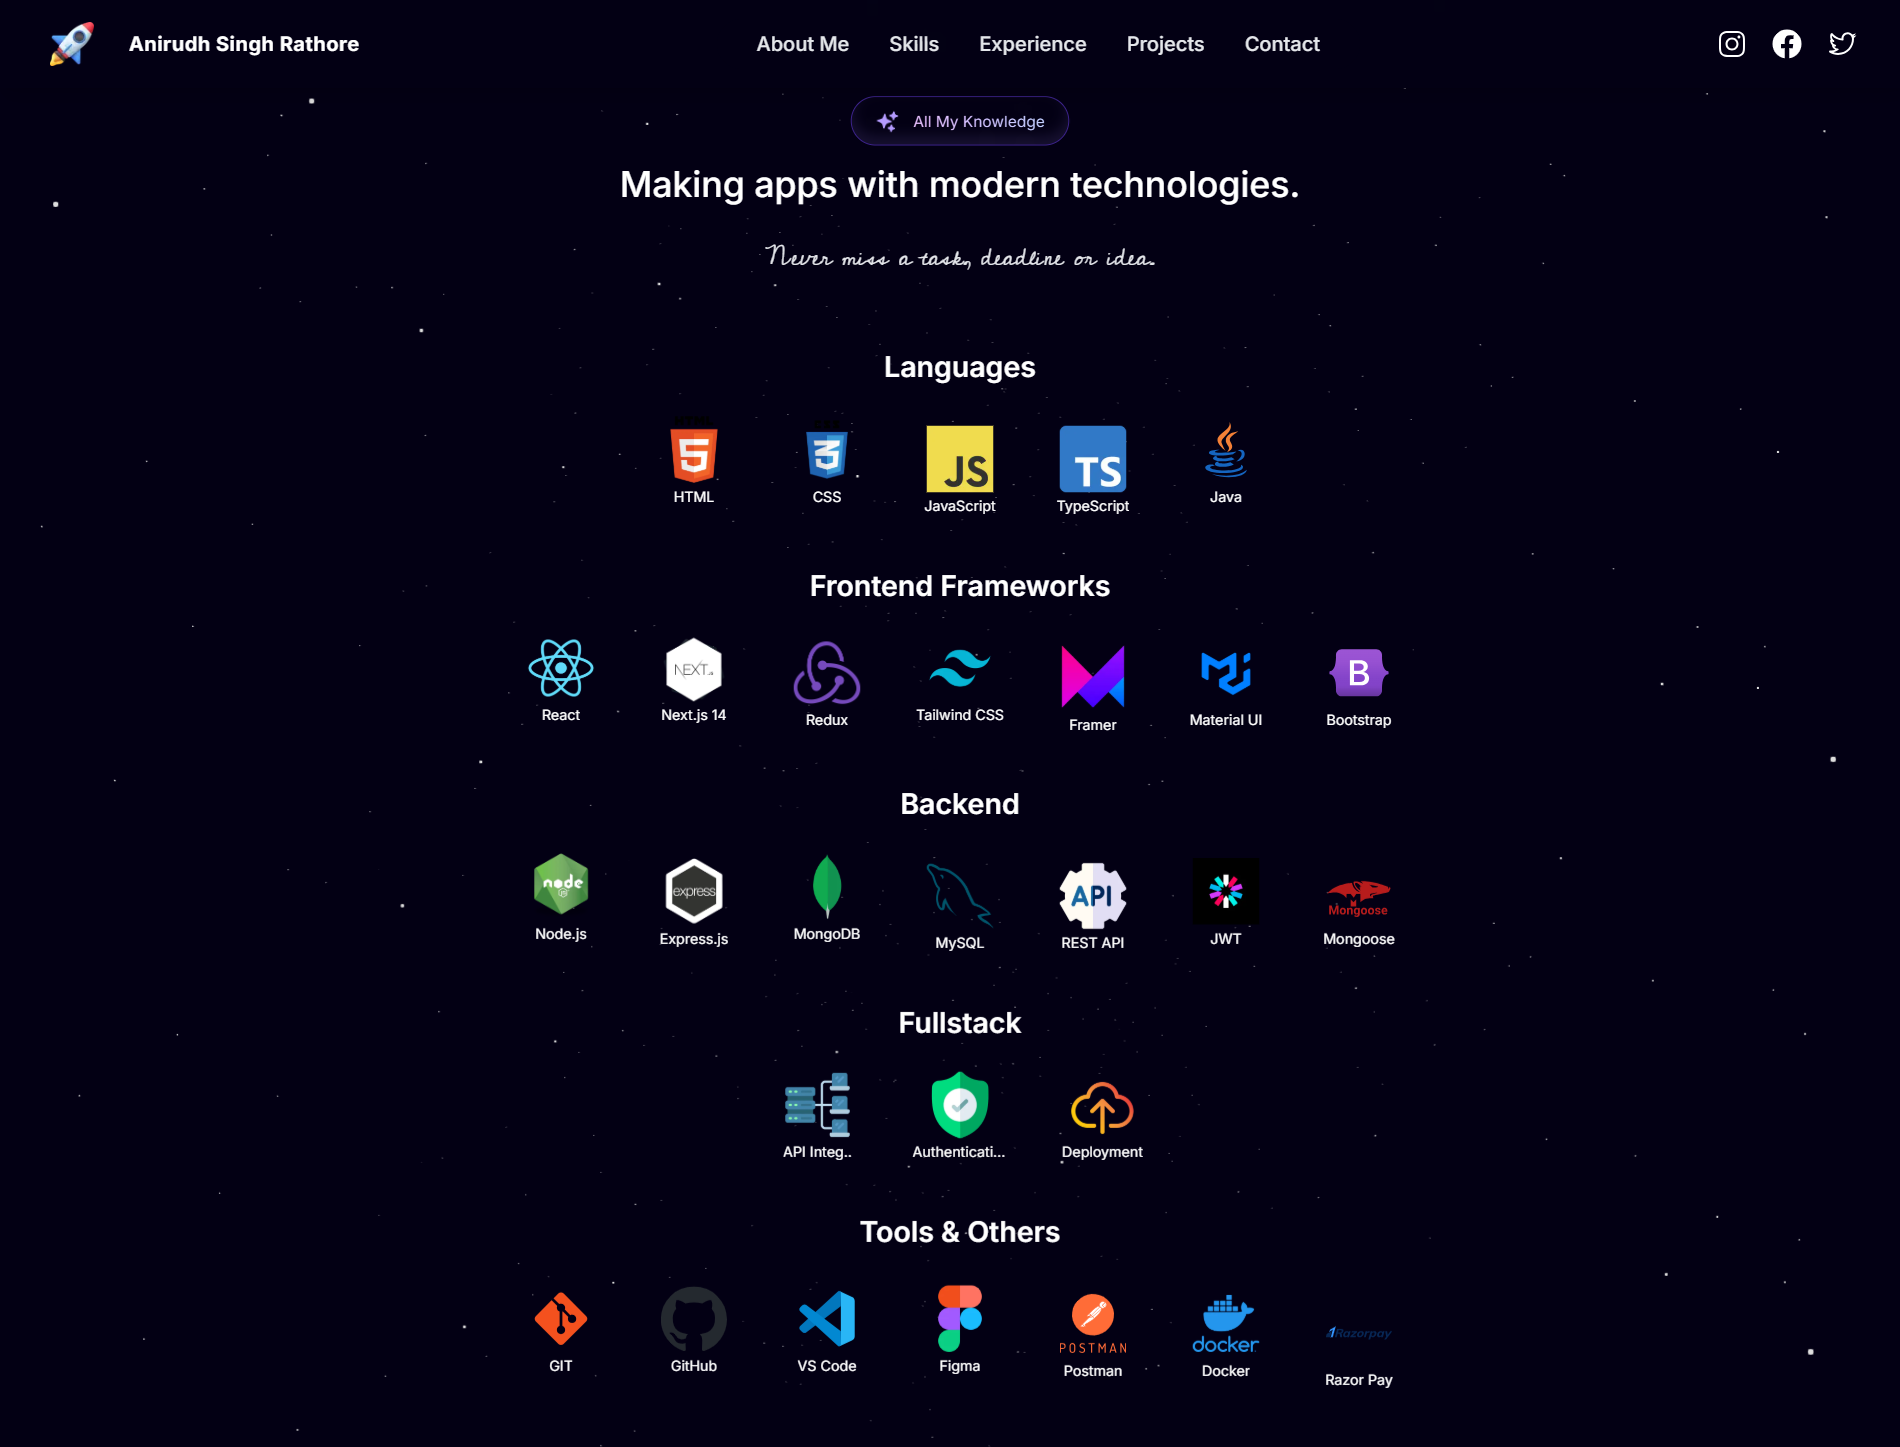 Anirudh Singh Rathore
About Me Skills Experience Projects Contact
All My Knowledge
Making apps with modern technologies.
Never miss a task, deadline or idea.
Languages
5 3 JS TS
HTML CSS JavaScript TypeScript Java
Frontend Frameworks
NEXT.js B
React Next.js 14 Redux Tailwind CSS Framer Material UI Bootstrap
Backend
node JS express API Mongoose
Node.js Express.js MongoDB MySQL REST API JWT Mongoose
Fullstack
API Integ.. Authenticati... Deployment
Tools & Others
POSTMAN docker Razorpay
GIT GitHub VS Code Figma Postman Docker Razor Pay